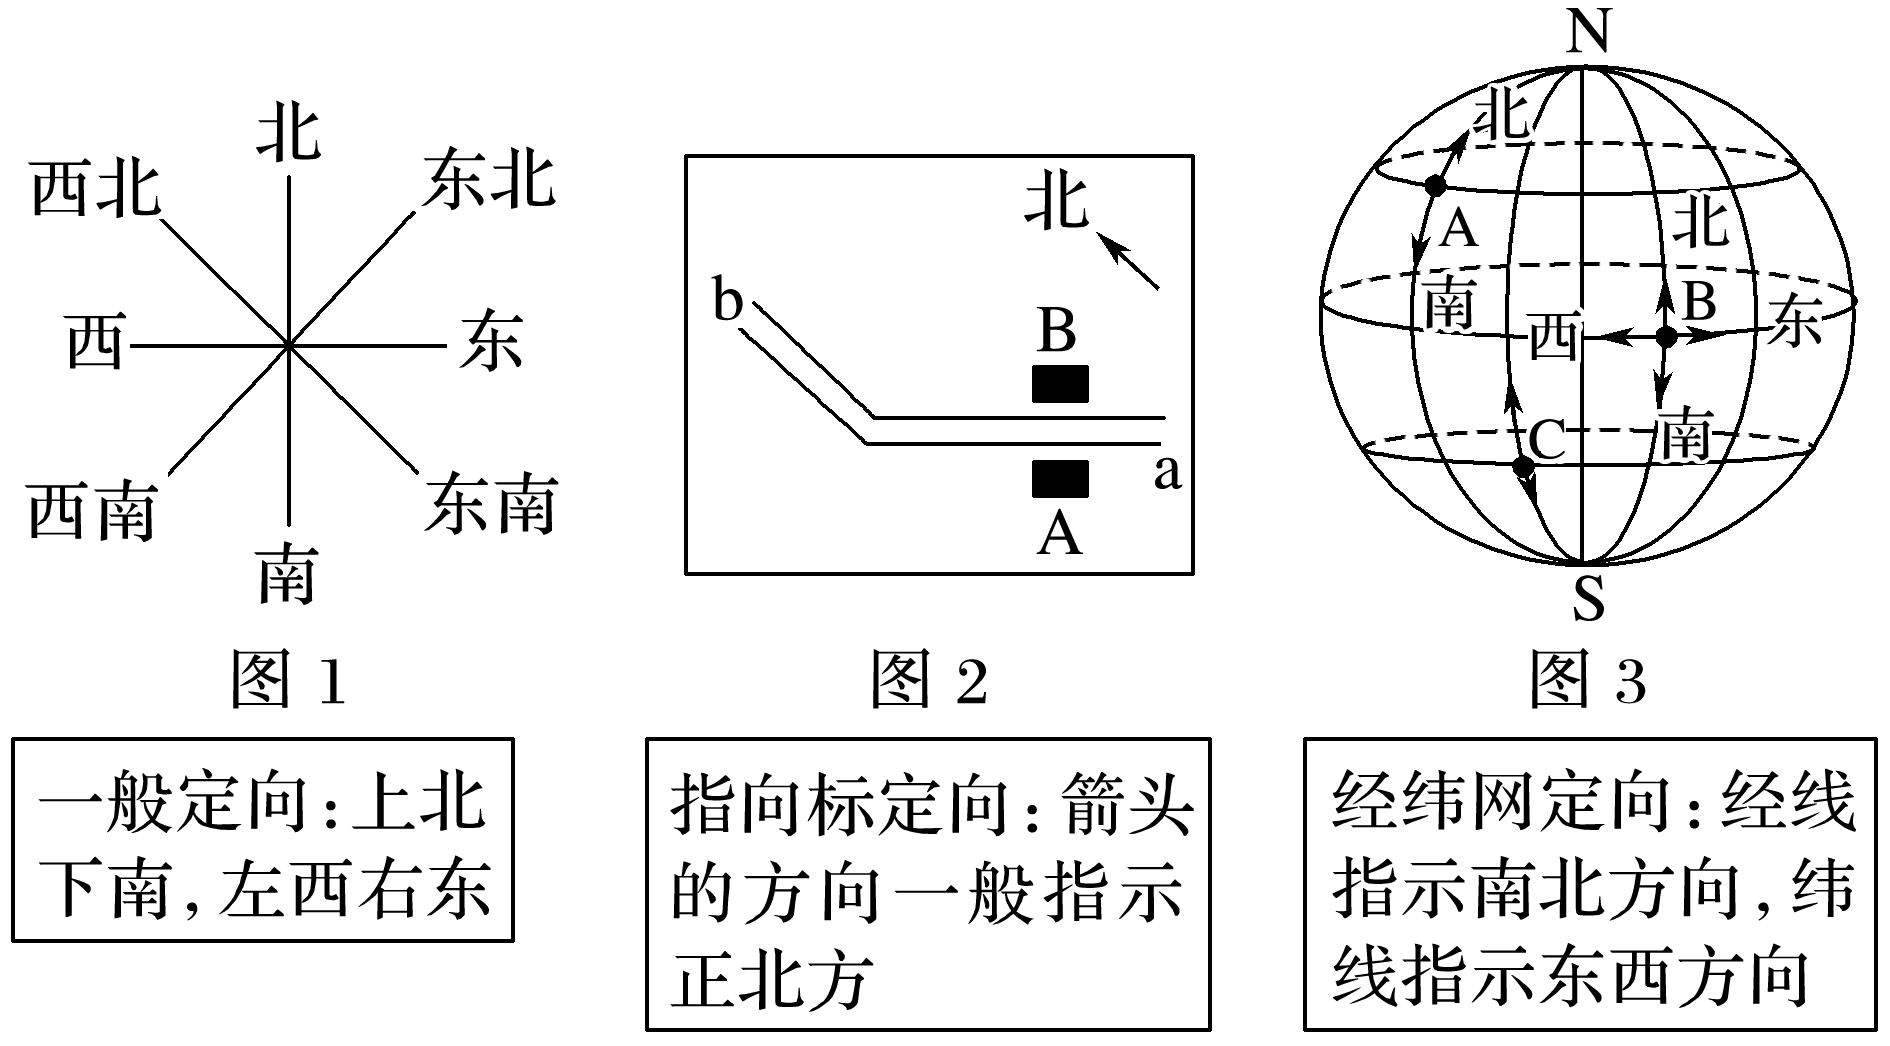 北
西北
东北
西
东
西南
东南
南
图 1
一般定向:上北
下南,左西右东
北
b
B
a
A
图 2
指向标定向:箭头
的方向一般指示
正北方
N
北
A
北
南
B
西
东
C
南
S
图 3
经纬网定向:经线
指示南北方向,纬
线指示东西方向